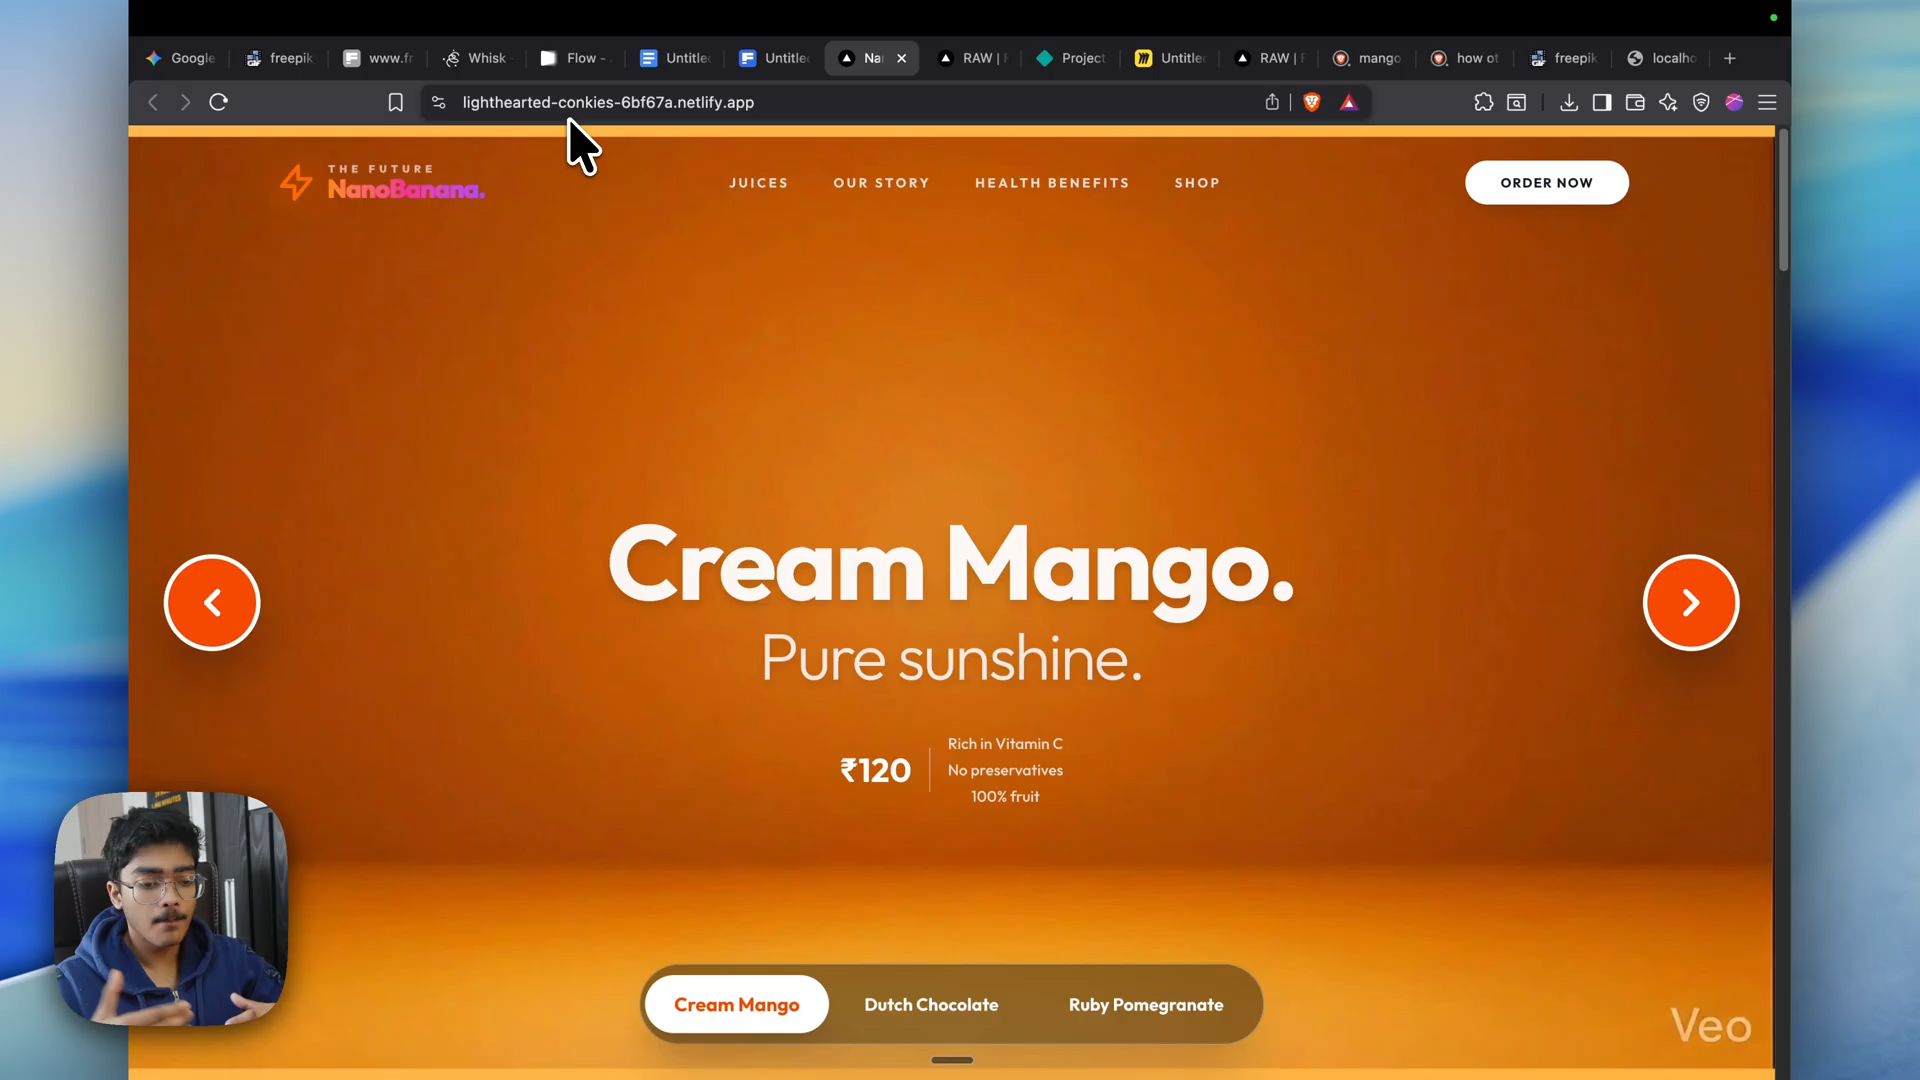 Google
freepik
www.fr
Whisk
Flow -
Untitle
Untitle
Na
RAW | F
Project
Untitle
RAW | F
mango
how ot
freepik
localho
lighthearted-conkies-6bf67a.netlify.app
THE FUTURE
NanoBanana.
JUICES
OUR STORY
HEALTH BENEFITS
SHOP
ORDER NOW
Cream Mango.
Pure sunshine.
₹120
Rich in Vitamin C
No preservatives
100% fruit
Cream Mango
Dutch Chocolate
Ruby Pomegranate
Veo